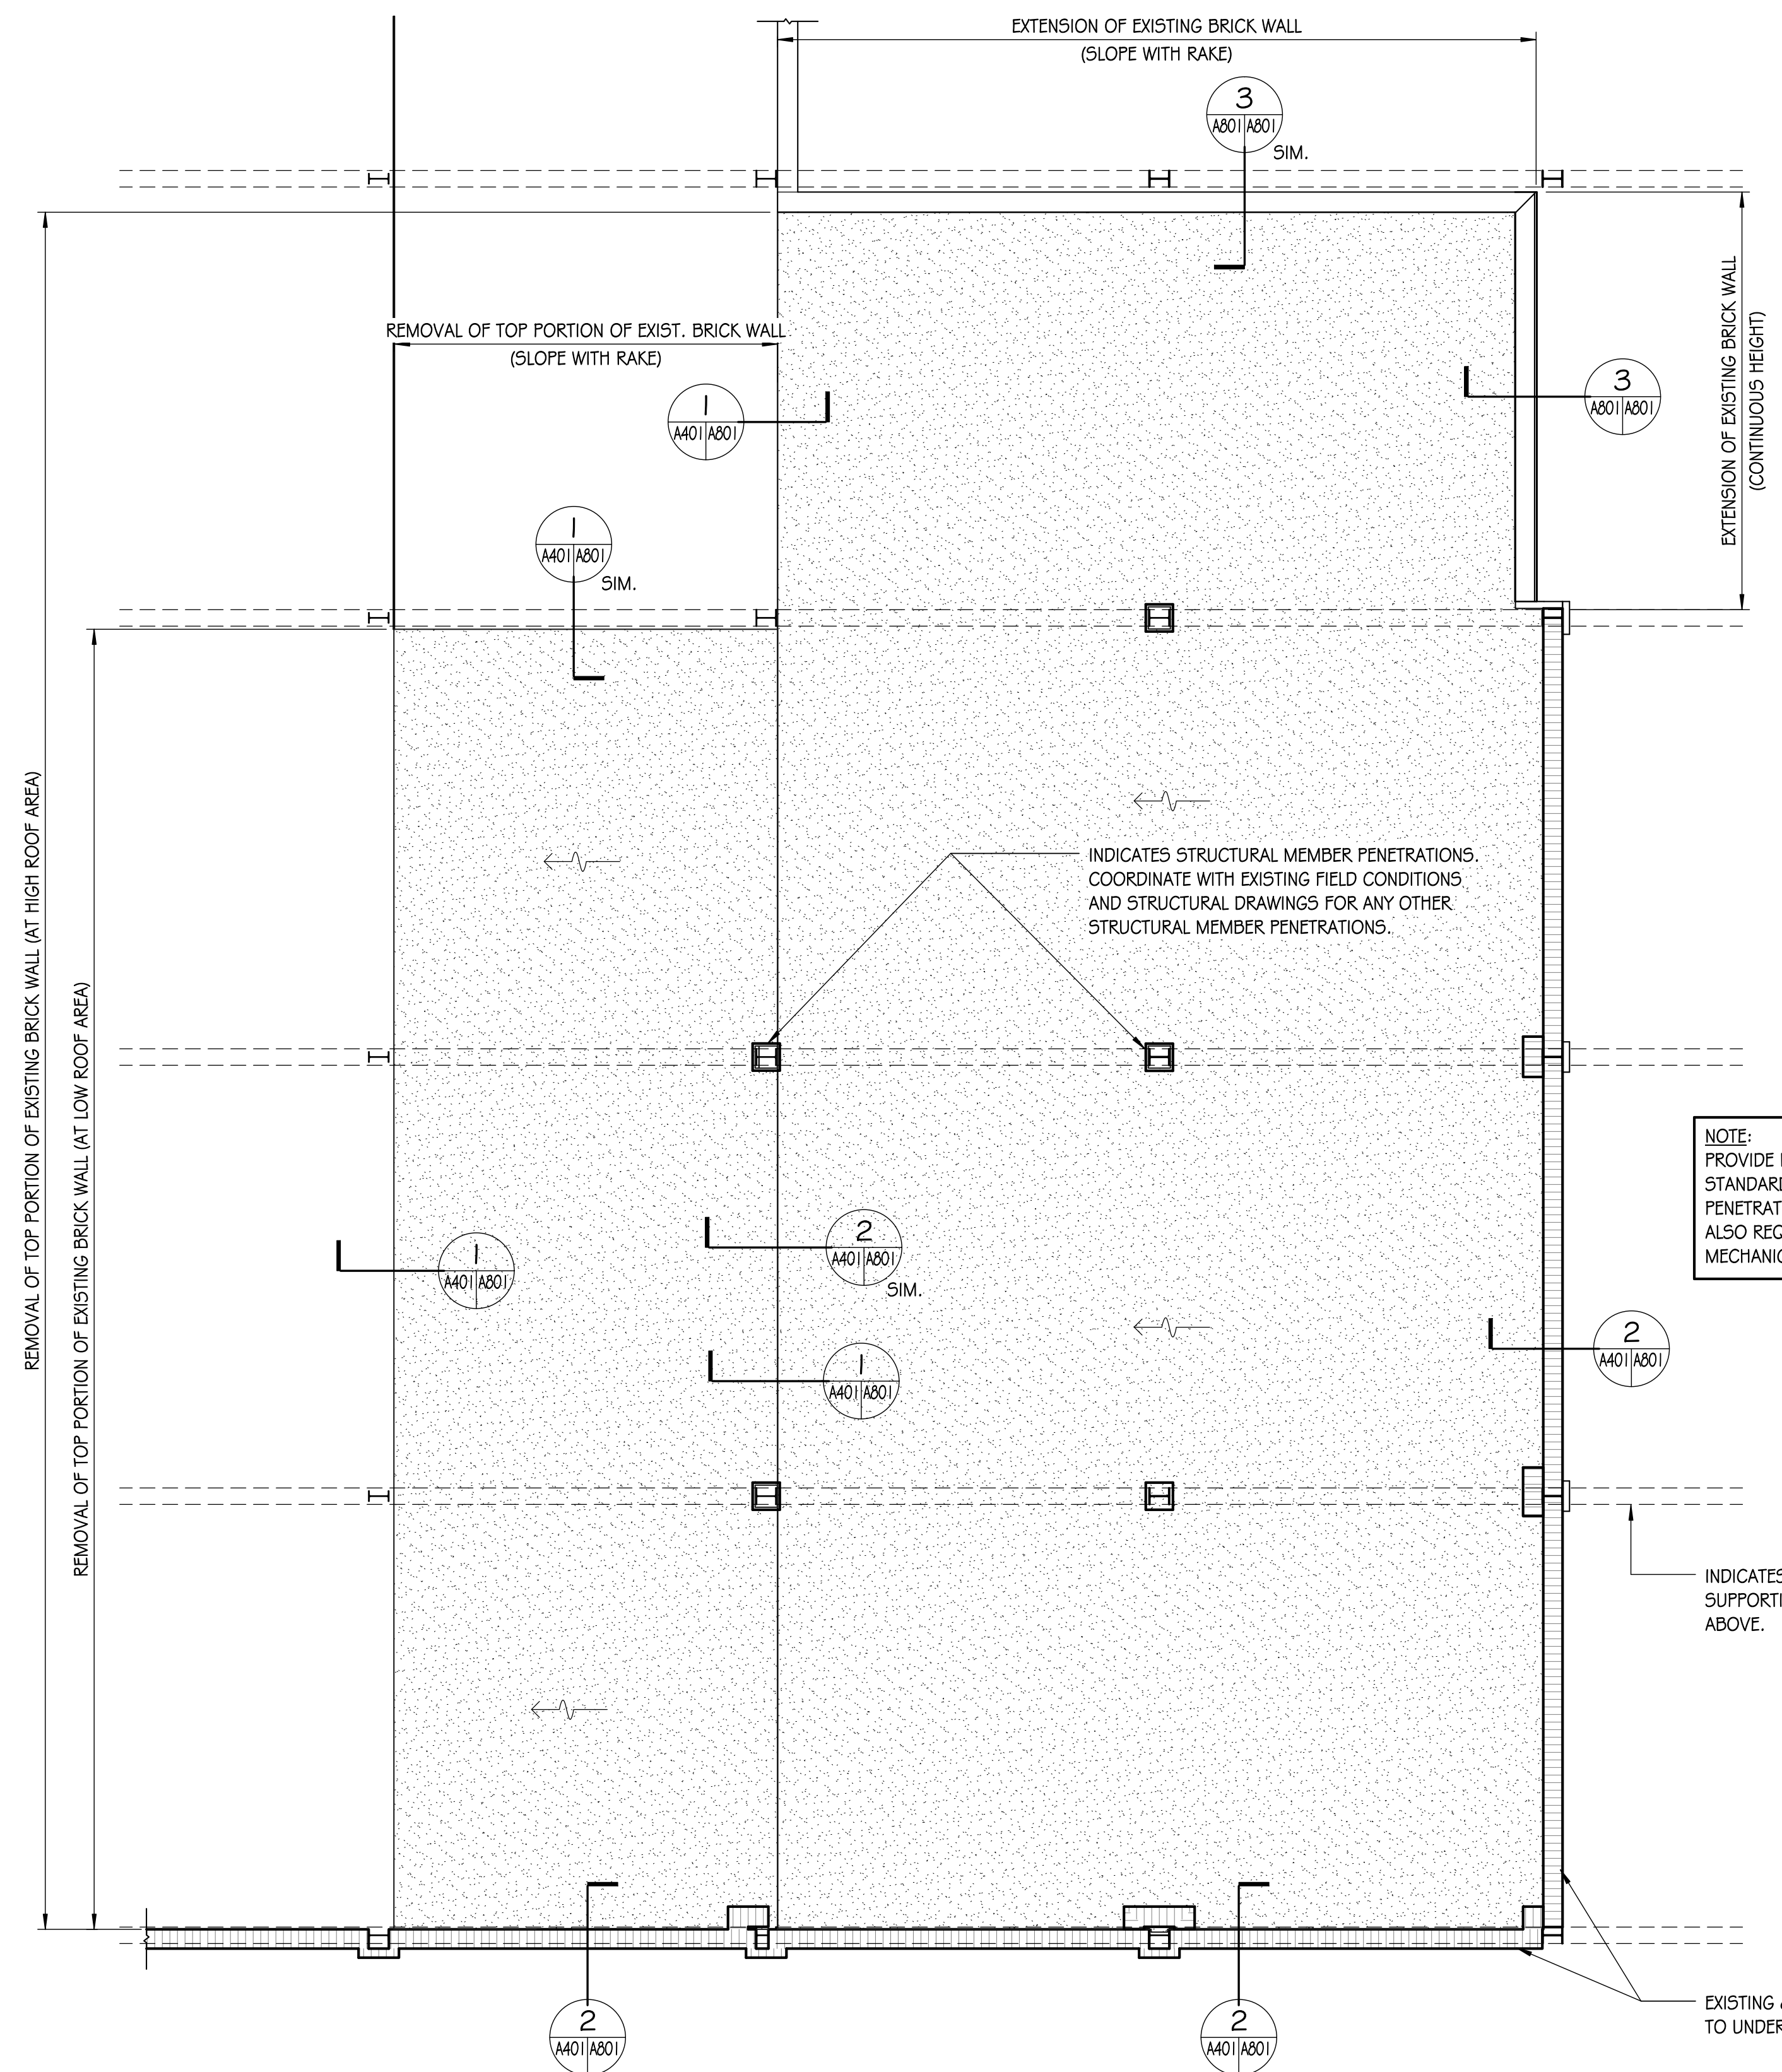 EXTENSION OF EXISTING BRICK WALL
(SLOPE WITH RAKE)
3
A801 A801
SIM.
REMOVAL OF TOP PORTION OF EXIST. BRICK WALL
(SLOPE WITH RAKE)
1
A401 A801
3
A801 A801
EXTENSION OF EXISTING BRICK WALL
(CONTINUOUS HEIGHT)
1
A401 A801
SIM.
REMOVAL OF TOP PORTION OF EXISTING BRICK WALL (AT HIGH ROOF AREA)
REMOVAL OF TOP PORTION OF EXISTING BRICK WALL (AT LOW ROOF AREA)
INDICATES STRUCTURAL MEMBER PENETRATIONS.
COORDINATE WITH EXISTING FIELD CONDITIONS
AND STRUCTURAL DRAWINGS FOR ANY OTHER
STRUCTURAL MEMBER PENETRATIONS.
NOTE:
PROVIDE
STANDARD
PENETRAT
ALSO REQ
MECHANIC
1
A401 A801
2
A401 A801
SIM.
1
A401 A801
2
A401 A801
INDICATES
SUPPORTI
ABOVE.
EXISTING
TO UNDER
2
A401 A801
2
A401 A801